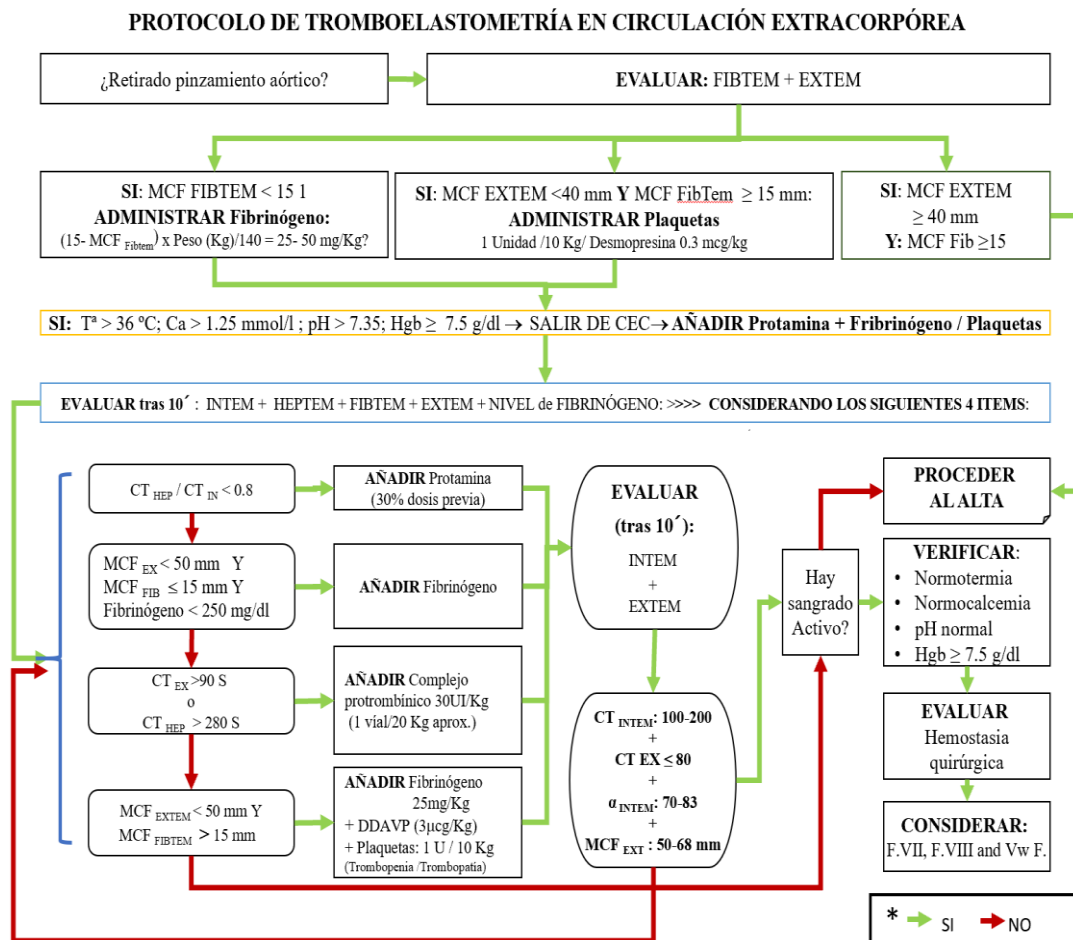 PROTOCOLO DE TROMBOELASTOMETRÍA EN CIRCULACIÓN EXTRACORPÓREA
¿Retirado pinzamiento aórtico?
EVALUAR: FIBTEM + EXTEM
SI: MCF FIBTEM < 15 1
ADMINISTRAR Fibrinógeno:
(15- MCF Fibtem) x Peso (Kg)/140 = 25- 50 mg/Kg?
SI: MCF EXTEM <40 mm Y MCF FibTem ≥ 15 mm:
ADMINISTRAR Plaquetas
1 Unidad /10 Kg/ Desmopresina 0.3 mcg/kg
SI: MCF EXTEM
≥ 40 mm
Y: MCF Fib ≥15
SI: Tª > 36 ºC; Ca > 1.25 mmol/l ; pH > 7.35; Hgb ≥ 7.5 g/dl → SALIR DE CEC→ AÑADIR Protamina + Fribrinógeno / Plaquetas
EVALUAR tras 10´ : INTEM + HEPTEM + FIBTEM + EXTEM + NIVEL de FIBRINÓGENO: >>>> CONSIDERANDO LOS SIGUIENTES 4 ITEMS:
CT HEP / CT IN < 0.8
AÑADIR Protamina
(30% dosis previa)
MCF EX < 50 mm Y
MCF FIB ≤ 15 mm Y
Fibrinógeno < 250 mg/dl
AÑADIR Fibrinógeno
CT EX >90 S
o
CT HEP > 280 S
AÑADIR Complejo
protrombínico 30UI/Kg
(1 víal/20 Kg aprox.)
MCF EXTEM < 50 mm Y
MCF FIBTEM > 15 mm
AÑADIR Fibrinógeno
25mg/Kg
+ DDAVP (3µcg/Kg)
+ Plaquetas: 1 U / 10 Kg
(Trombopenia /Trombopatía)
EVALUAR
(tras 10´):
INTEM
+
EXTEM
CT INTEM: 100-200
+
CT EX ≤ 80
+
α INTEM: 70-83
+
MCF EXT : 50-68 mm
Hay
sangrado
Activo?
PROCEDER
AL ALTA
VERIFICAR:
• Normotermia
• Normocalcemia
• pH normal
• Hgb ≥ 7.5 g/dl
EVALUAR
Hemostasia
quirúrgica
CONSIDERAR:
F.VII, F.VIII and Vw F.
* SI NO